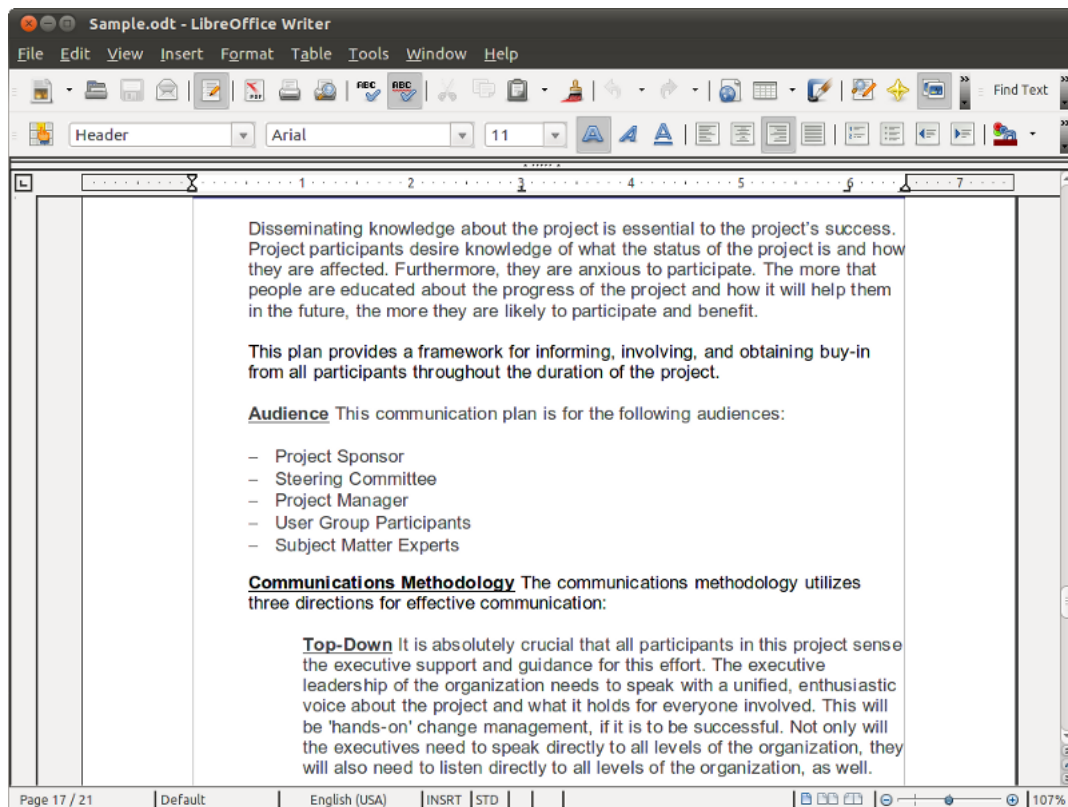 Sample.odt - LibreOffice Writer
File Edit View Insert Format Table Tools Window Help
PDF ABC ABC Find Text
Header Arial 11 A A A
1 2 3 4 5 6 7
Disseminating knowledge about the project is essential to the project's success.
Project participants desire knowledge of what the status of the project is and how
they are affected. Furthermore, they are anxious to participate. The more that
people are educated about the progress of the project and how it will help them
in the future, the more they are likely to participate and benefit.
This plan provides a framework for informing, involving, and obtaining buy-in
from all participants throughout the duration of the project.
Audience This communication plan is for the following audiences:
– Project Sponsor
– Steering Committee
– Project Manager
– User Group Participants
– Subject Matter Experts
Communications Methodology The communications methodology utilizes
three directions for effective communication:
Top-Down It is absolutely crucial that all participants in this project sense
the executive support and guidance for this effort. The executive
leadership of the organization needs to speak with a unified, enthusiastic
voice about the project and what it holds for everyone involved. This will
be 'hands-on' change management, if it is to be successful. Not only will
the executives need to speak directly to all levels of the organization, they
will also need to listen directly to all levels of the organization, as well.
Page 17 / 21 Default English (USA) INSRT STD 107%